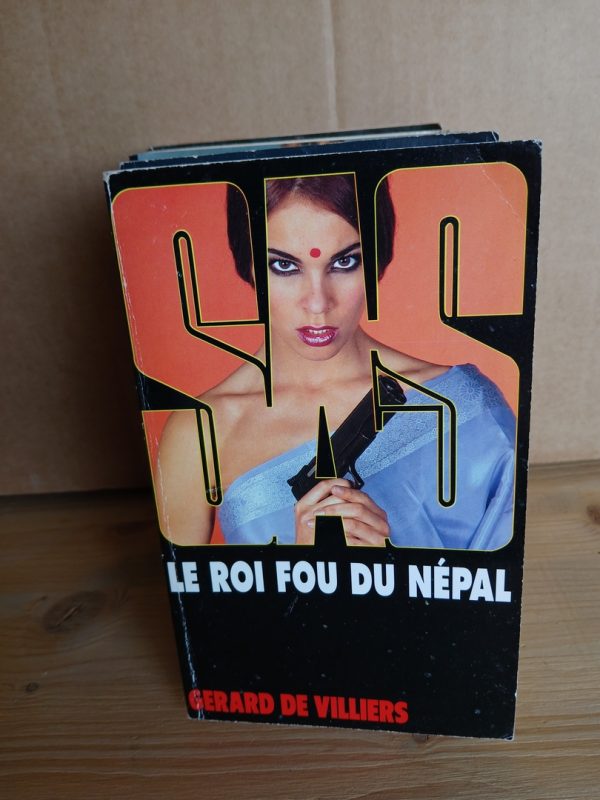 SAS
LE ROI FOU DU NÉPAL
GERARD DE VILLIERS